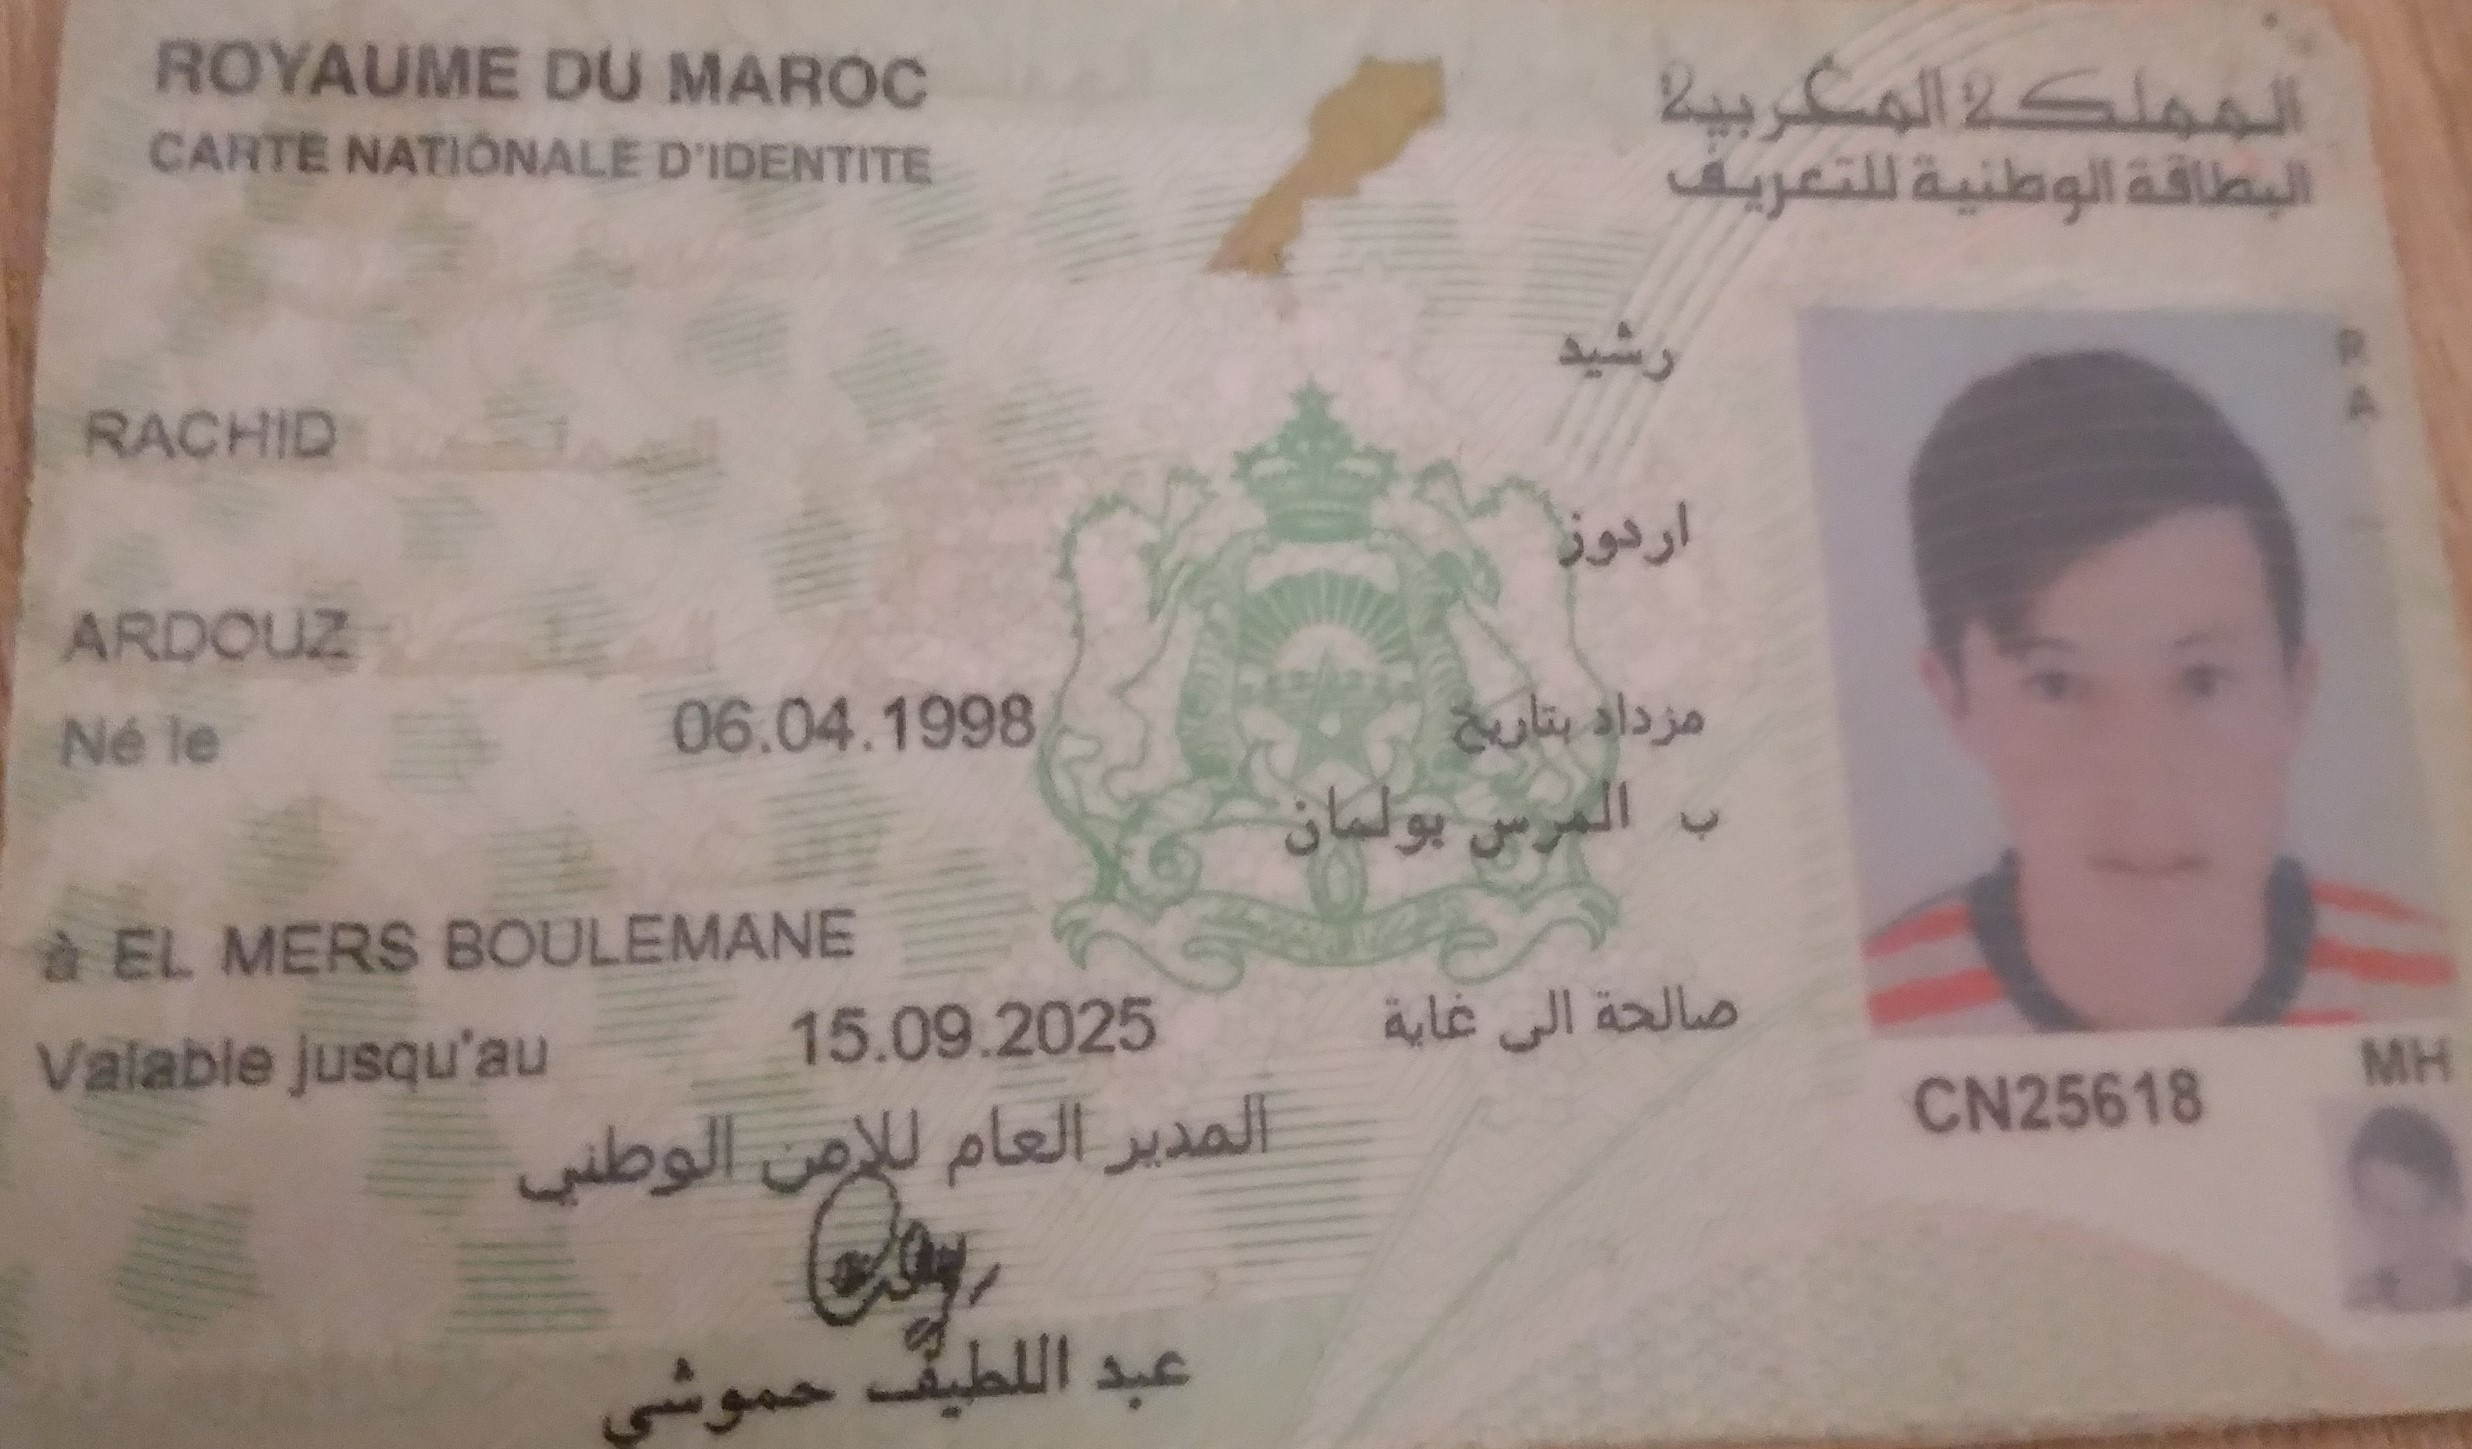 ROYAUME DU MAROC
المملكة المغربية
CARTE NATIONALE D'IDENTITE
البطاقة الوطنية للتعريف
رشيد
RACHID
اردوز
ARDOUZ
Né le 06.04.1998 مزداد بتاريخ
ب المرس بولمان
à EL MERS BOULEMANE
Valable jusqu'au 15.09.2025 صالحة الى غاية
المدير العام للامن الوطني
عبد اللطيف حموشي
R
A
MH
CN25618